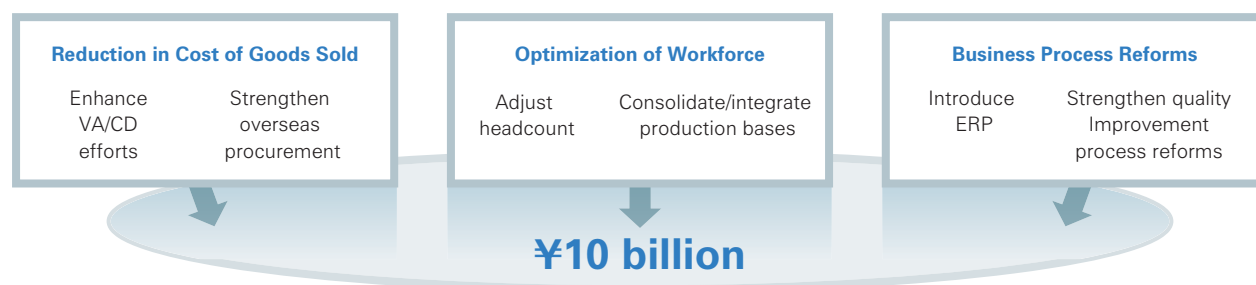 Reduction in Cost of Goods Sold
Enhance
VA/CD
efforts
Strengthen
overseas
procurement
Optimization of Workforce
Adjust
headcount
Consolidate/integrate
production bases
Business Process Reforms
Introduce
ERP
Strengthen quality
Improvement
process reforms
¥10 billion